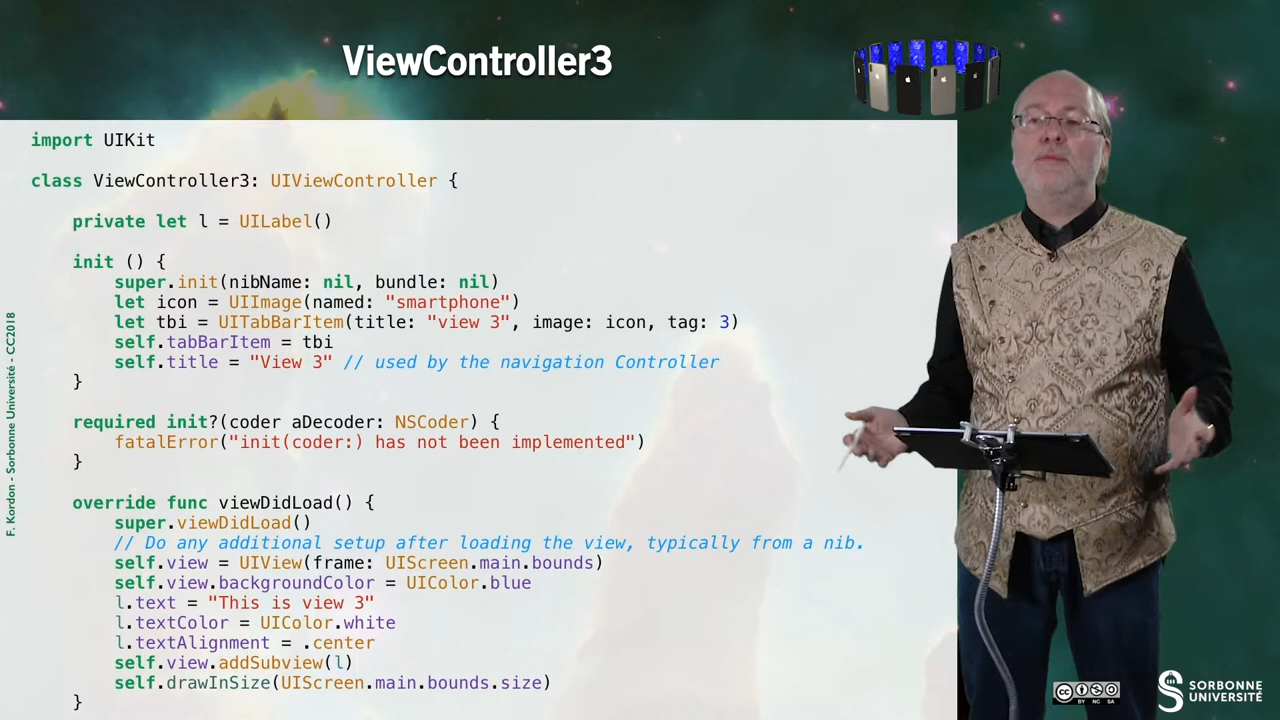 ViewController3
import UIKit
class ViewController3: UIViewController {
private let l = UILabel()
init () {
super.init(nibName: nil, bundle: nil)
let icon = UIImage(named: "smartphone")
let tbi = UITabBarItem(title: "view 3", image: icon, tag: 3)
self.tabBarItem = tbi
self.title = "View 3" // used by the navigation Controller
}
required init?(coder aDecoder: NSCoder) {
fatalError("init(coder:) has not been implemented")
}
override func viewDidLoad() {
super.viewDidLoad()
// Do any additional setup after loading the view, typically from a nib.
self.view = UIView(frame: UIScreen.main.bounds)
self.view.backgroundColor = UIColor.blue
l.text = "This is view 3"
l.textColor = UIColor.white
l.textAlignment = .center
self.view.addSubview(l)
self.drawInSize(UIScreen.main.bounds.size)
}
F. Kordon - Sorbonne Université - CC2018
cc
BY NC SA
SORBONNE
UNIVERSITÉ